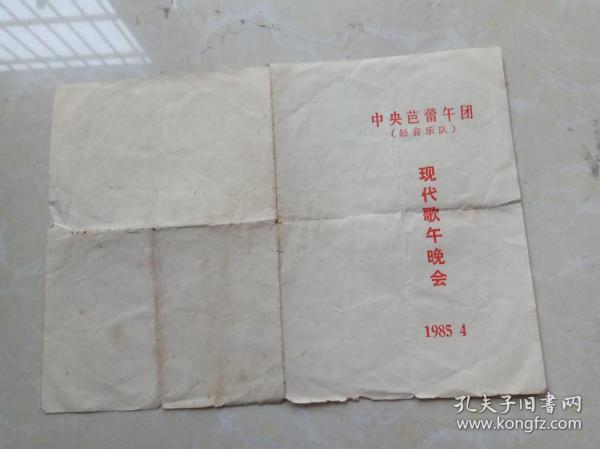 中央芭蕾午团
（轻音乐队）
现代歌午晚会
1985 4
孔夫子旧书网
www.kongfz.com